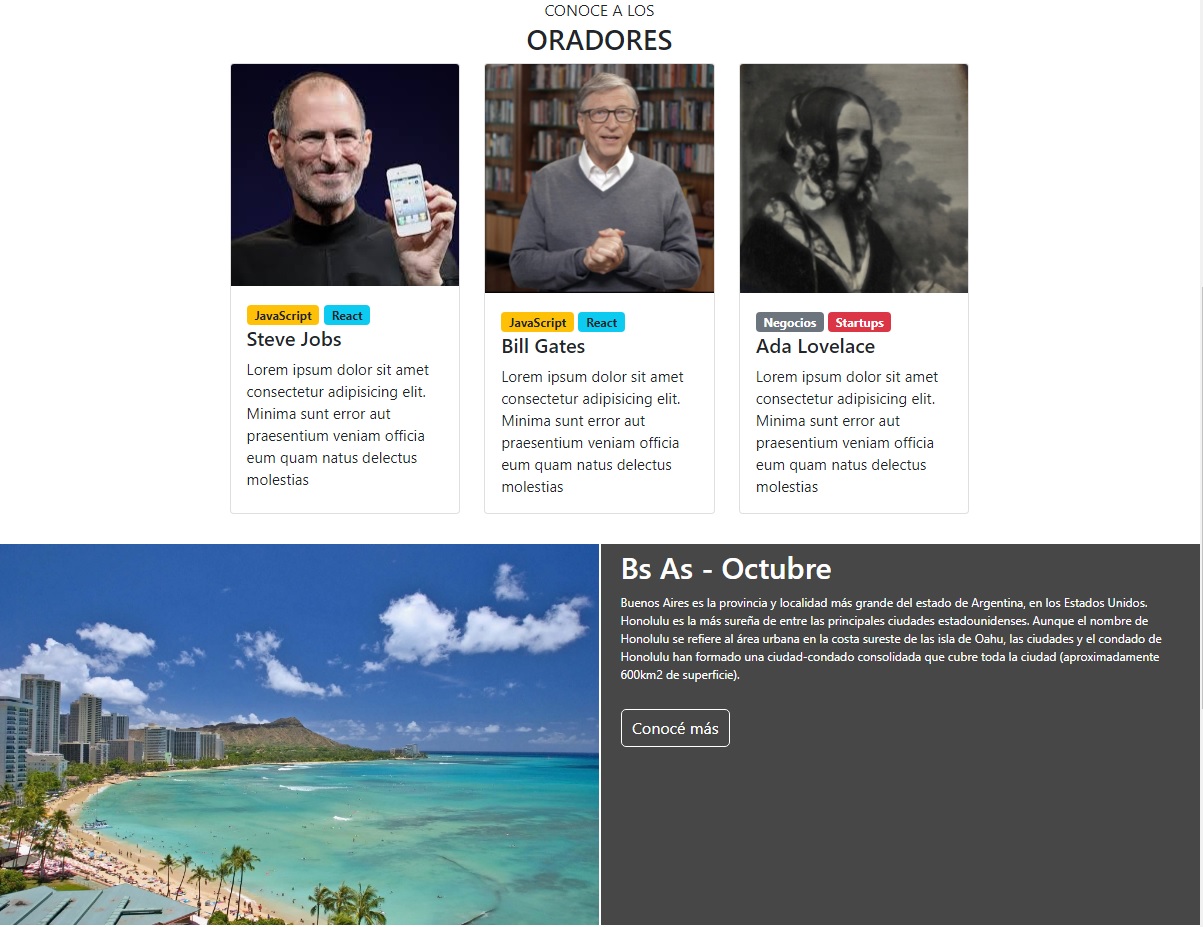 CONOCE A LOS
ORADORES
JavaScript React
Steve Jobs
Lorem ipsum dolor sit amet
consectetur adipisicing elit.
Minima sunt error aut
praesentium veniam officia
eum quam natus delectus
molestias
JavaScript React
Bill Gates
Lorem ipsum dolor sit amet
consectetur adipisicing elit.
Minima sunt error aut
praesentium veniam officia
eum quam natus delectus
molestias
Negocios Startups
Ada Lovelace
Lorem ipsum dolor sit amet
consectetur adipisicing elit.
Minima sunt error aut
praesentium veniam officia
eum quam natus delectus
molestias
Bs As - Octubre
Buenos Aires es la provincia y localidad más grande del estado de Argentina, en los Estados Unidos.
Honolulu es la más sureña de entre las principales ciudades estadounidenses. Aunque el nombre de
Honolulu se refiere al área urbana en la costa sureste de las isla de Oahu, las ciudades y el condado de
Honolulu han formado una ciudad-condado consolidada que cubre toda la ciudad (aproximadamente
600km2 de superficie).
Conocé más